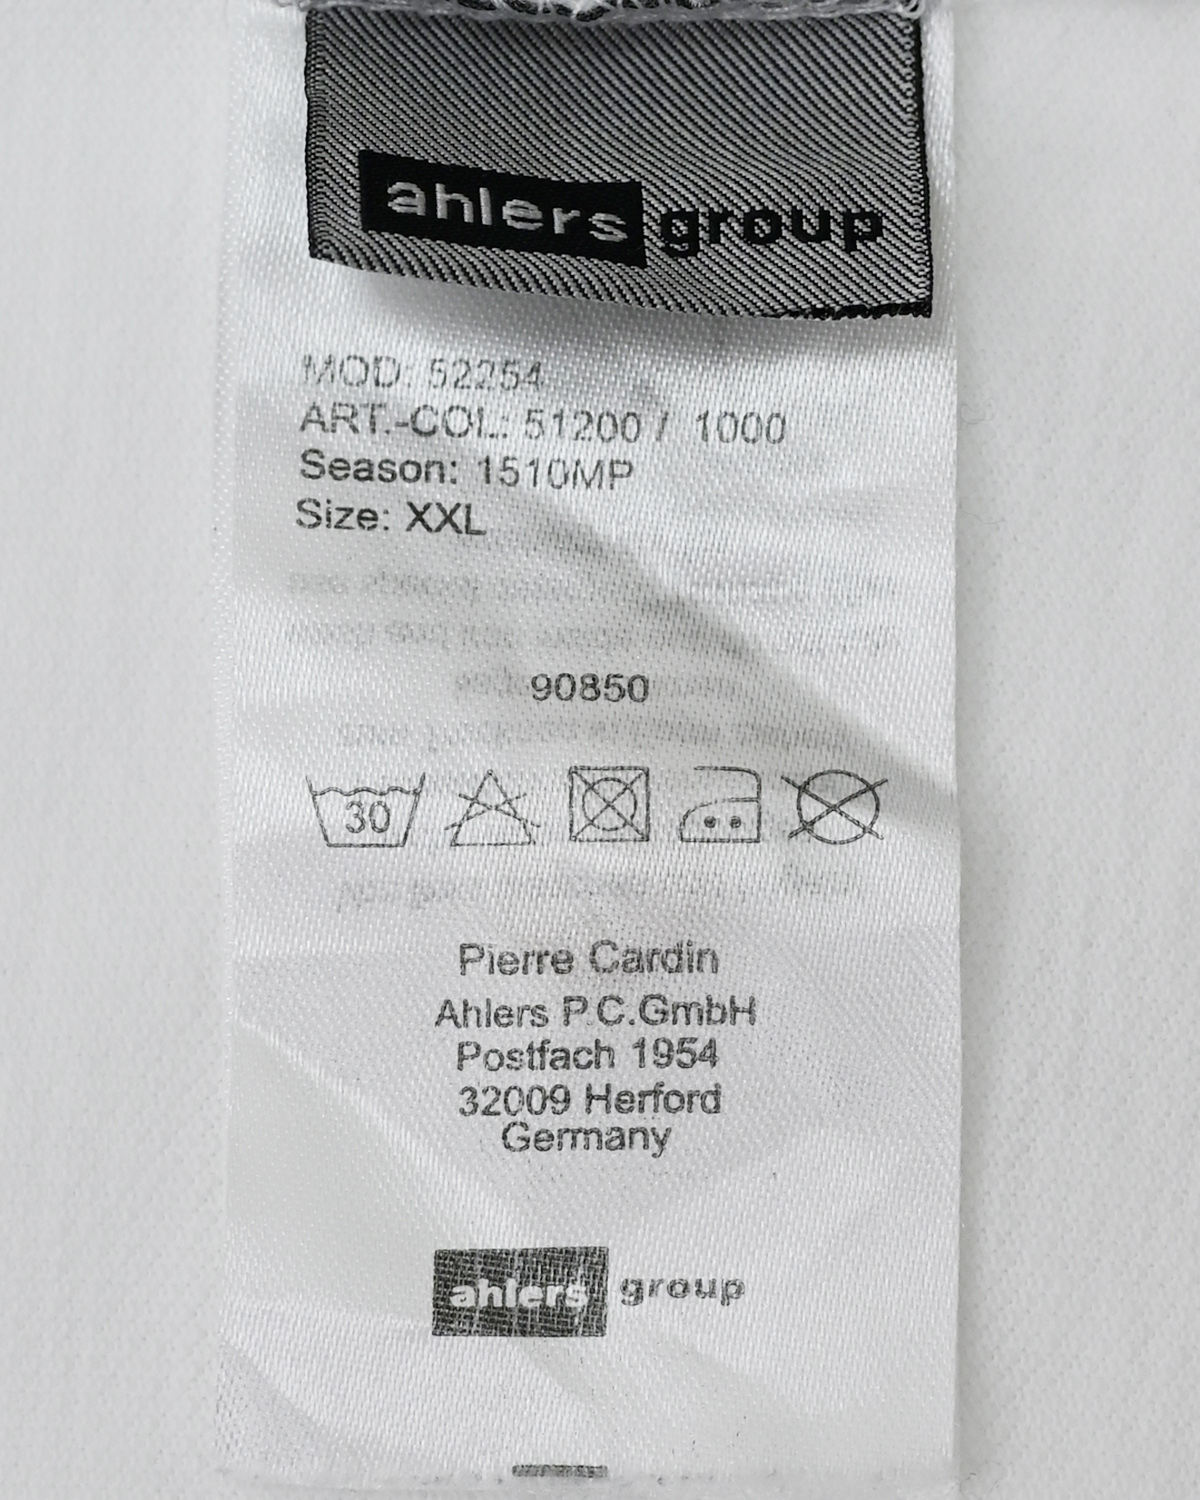 ahlers group
MOD: 52254
ART.-COL.: 51200 / 1000
Season: 1510MP
Size: XXL
90850
30
Pierre Cardin
Ahlers P.C.GmbH
Postfach 1954
32009 Herford
Germany
ahlers group